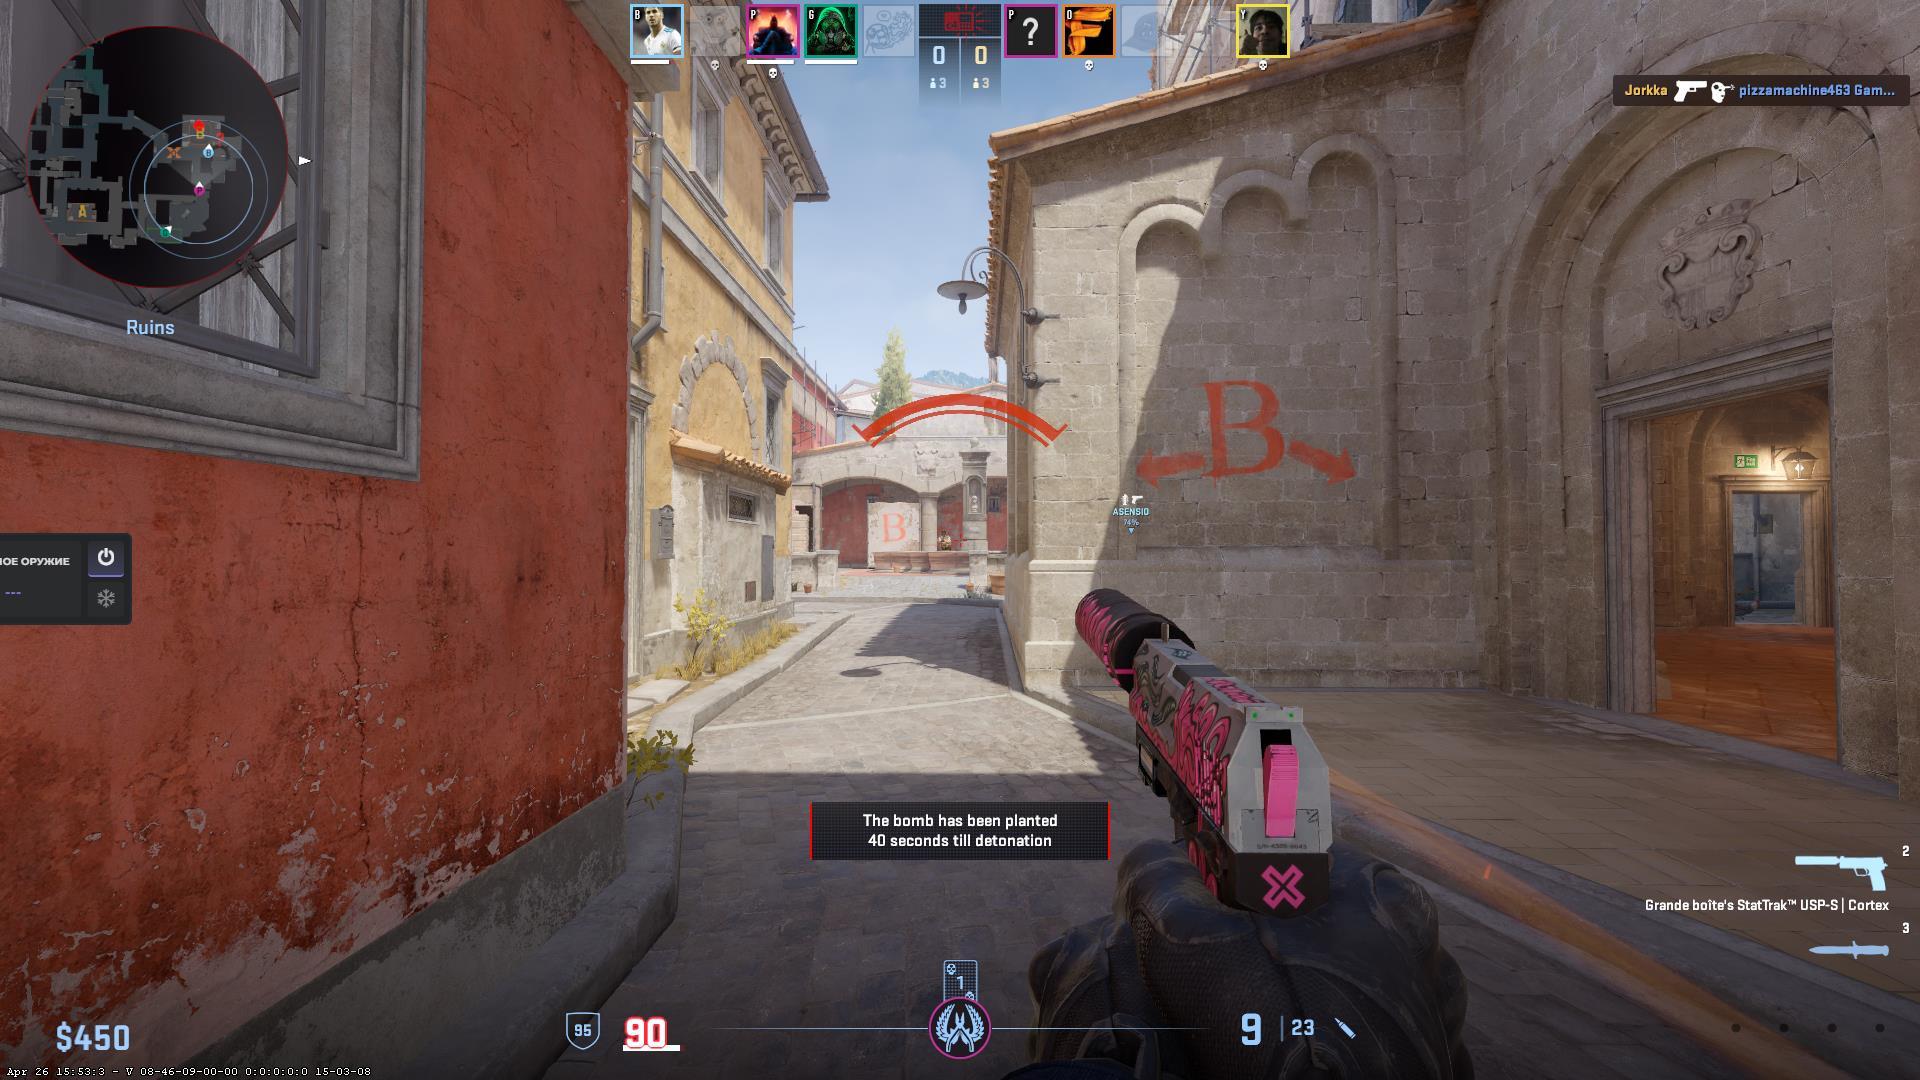 B
P
G
P
?
O
Y
0
0
3
3
Jorkka
pizzamachine463 Gam...
B
A
Ruins
B
B
ASENSIO
74%
НОЕ ОРУЖИЕ
---
The bomb has been planted
40 seconds till detonation
2
Grande boîte's StatTrak™ USP-S | Cortex
3
1
$450
95
90
9 | 23
Apr 26 15:53:3 - V 08-46-09-00-00 0:0:0:0:0 15-03-08